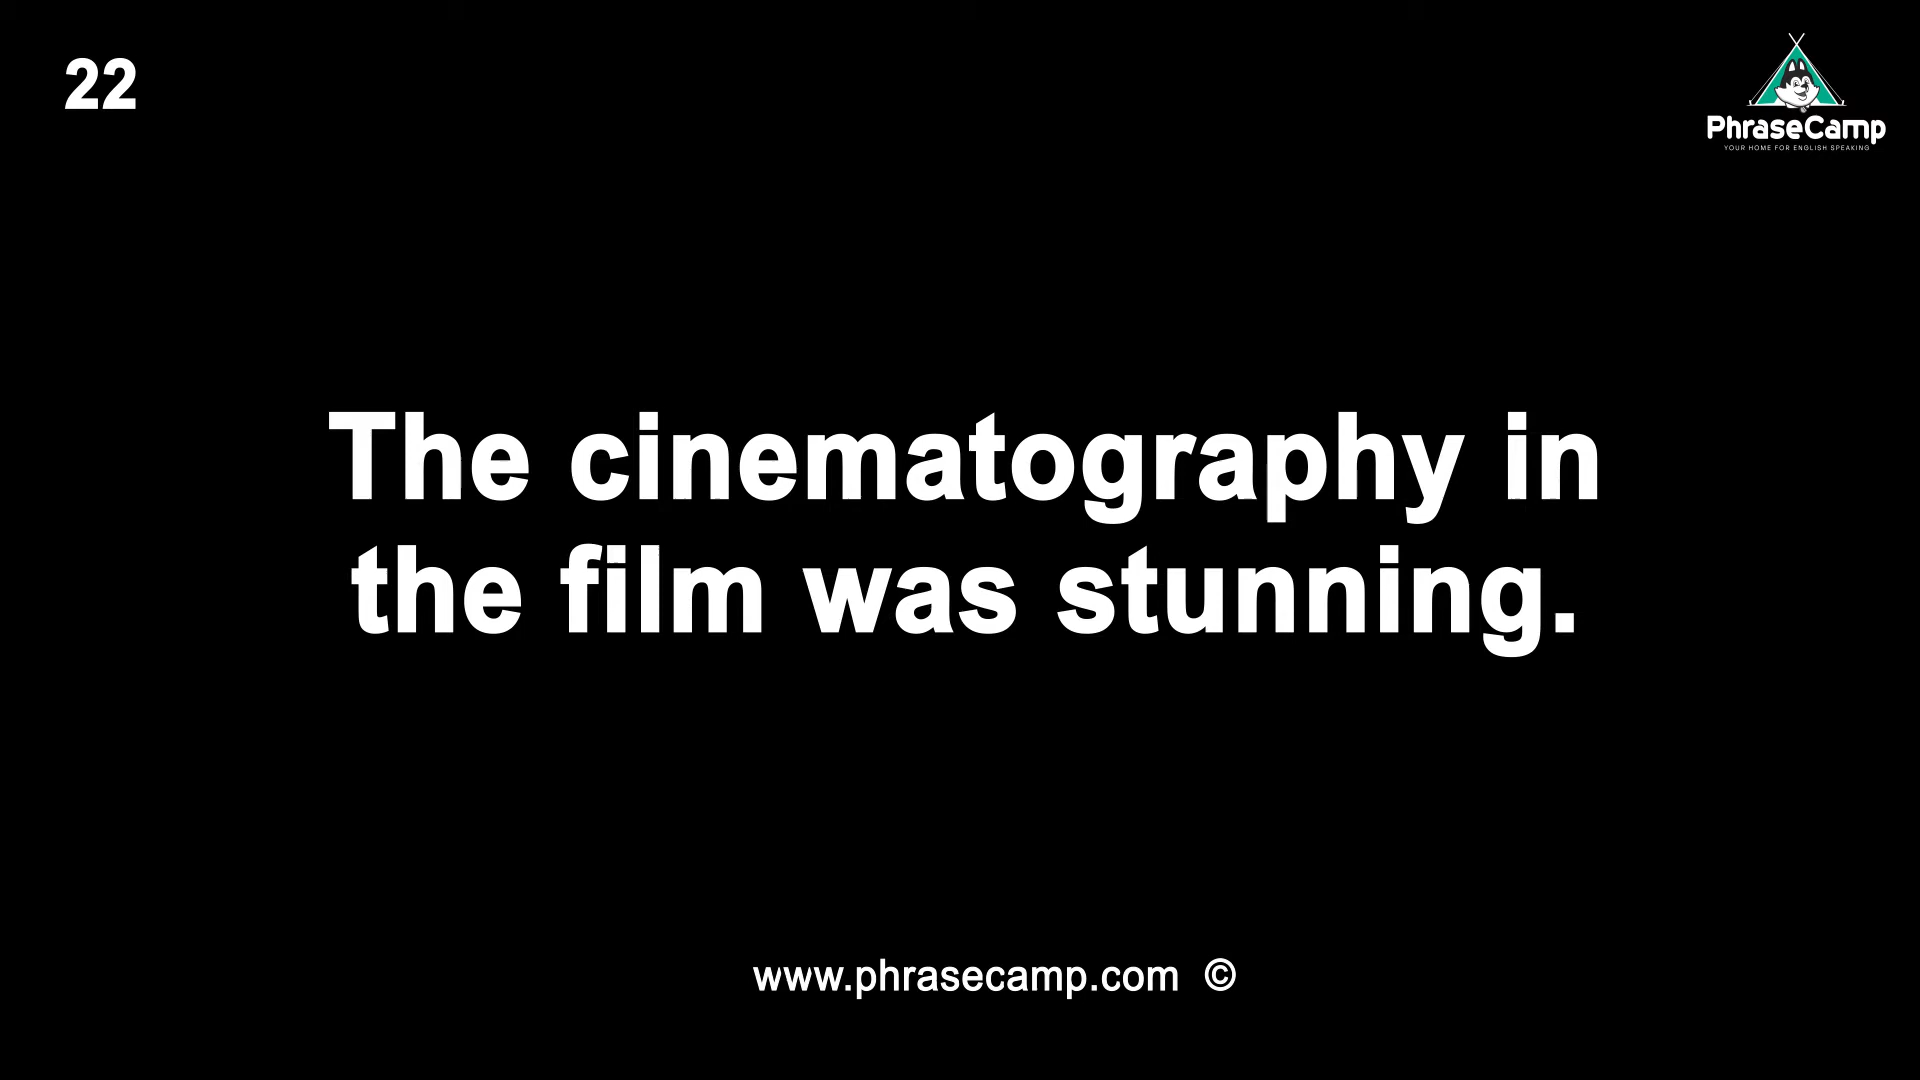 22
PhraseCamp
YOUR HOME FOR ENGLISH SPEAKING
The cinematography in
the film was stunning.
www.phrasecamp.com ©